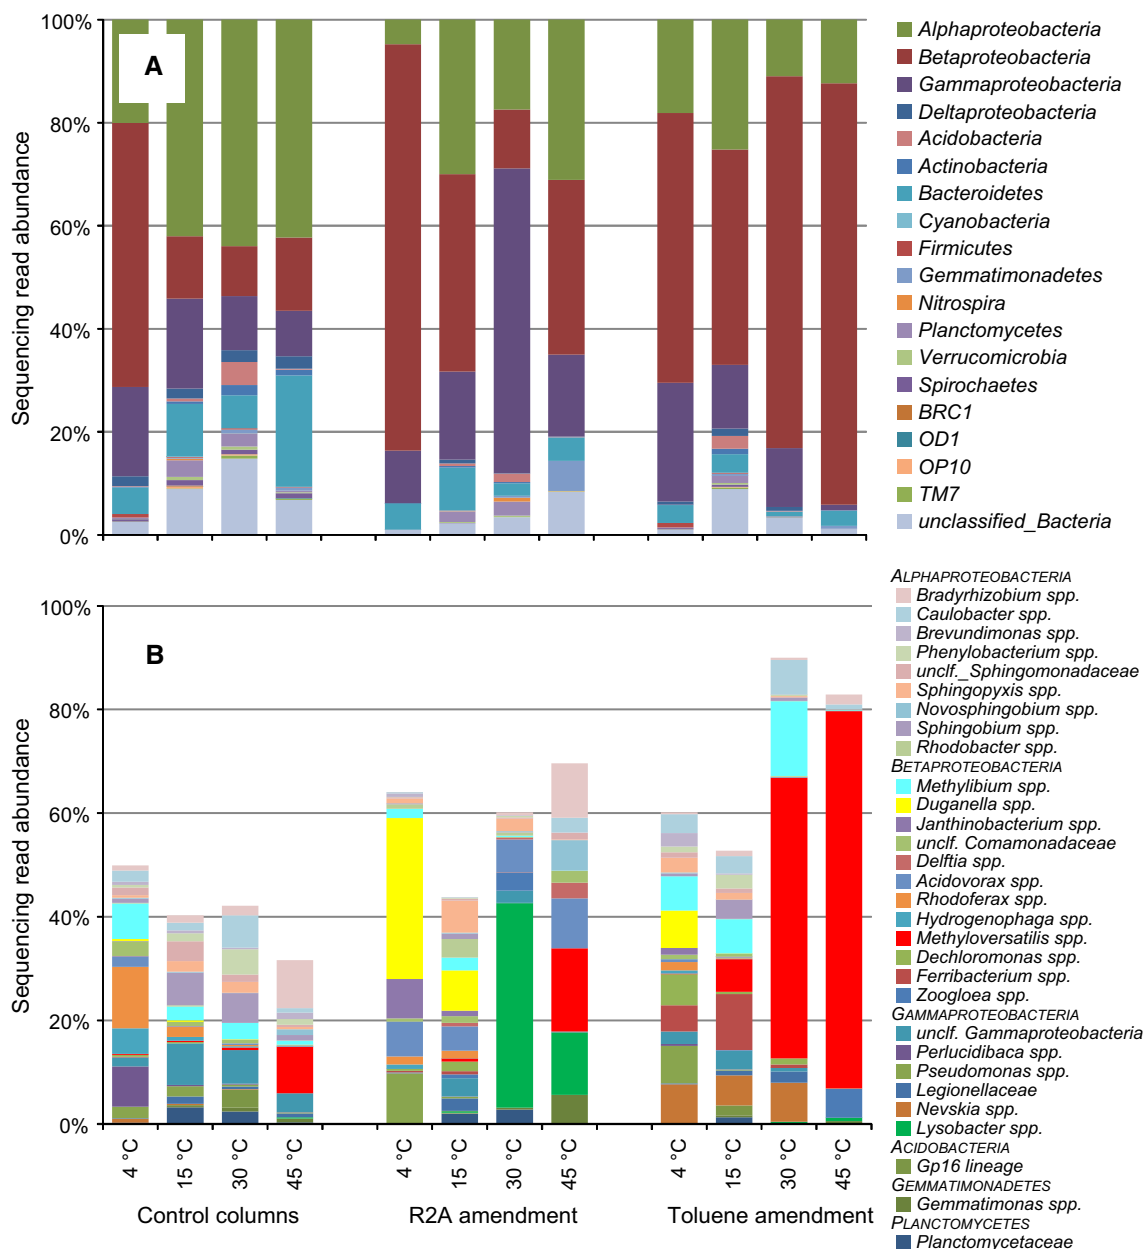 A
Sequencing read abundance
100%
80%
60%
40%
20%
0%
Alphaproteobacteria
Betaproteobacteria
Gammaproteobacteria
Deltaproteobacteria
Acidobacteria
Actinobacteria
Bacteroidetes
Cyanobacteria
Firmicutes
Gemmatimonadetes
Nitrospira
Planctomycetes
Verrucomicrobia
Spirochaetes
BRC1
OD1
OP10
TM7
unclassified_Bacteria
B
Sequencing read abundance
100%
80%
60%
40%
20%
0%
4 °C
15 °C
30 °C
45 °C
4 °C
15 °C
30 °C
45 °C
4 °C
15 °C
30 °C
45 °C
Control columns
R2A amendment
Toluene amendment
ALPHAPROTEOBACTERIA
Bradyrhizobium spp.
Caulobacter spp.
Brevundimonas spp.
Phenylobacterium spp.
unclf._Sphingomonadaceae
Sphingopyxis spp.
Novosphingobium spp.
Sphingobium spp.
Rhodobacter spp.
BETAPROTEOBACTERIA
Methylibium spp.
Duganella spp.
Janthinobacterium spp.
unclf. Comamonadaceae
Delftia spp.
Acidovorax spp.
Rhodoferax spp.
Hydrogenophaga spp.
Methyloversatilis spp.
Dechloromonas spp.
Ferribacterium spp.
Zoogloea spp.
GAMMAPROTEOBACTERIA
unclf. Gammaproteobacteria
Perlucidibaca spp.
Pseudomonas spp.
Legionellaceae
Nevskia spp.
Lysobacter spp.
ACIDOBACTERIA
Gp16 lineage
GEMMATIMONADETES
Gemmatimonas spp.
PLANCTOMYCETES
Planctomycetaceae